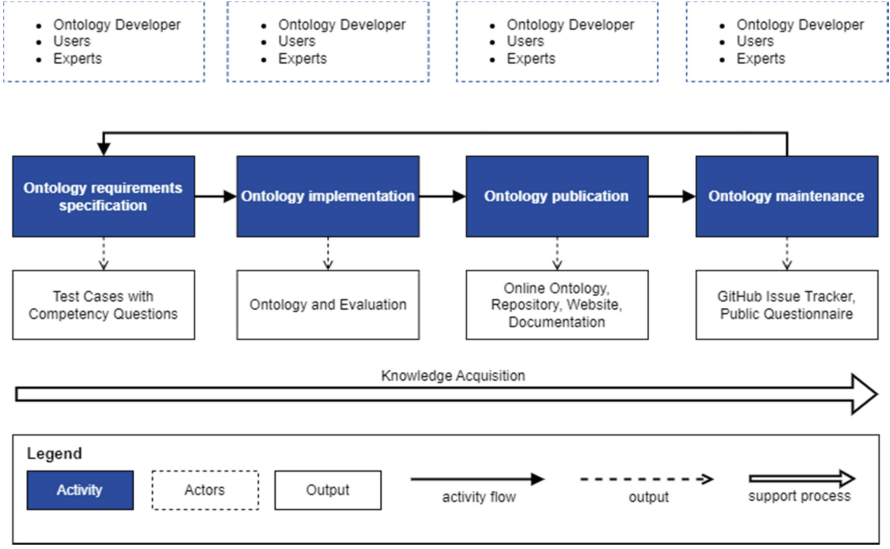 • Ontology Developer
• Users
• Experts
• Ontology Developer
• Users
• Experts
• Ontology Developer
• Users
• Experts
• Ontology Developer
• Users
• Experts
Ontology requirements
specification
Ontology implementation
Ontology publication
Ontology maintenance
Test Cases with
Competency Questions
Ontology and Evaluation
Online Ontology,
Repository, Website,
Documentation
GitHub Issue Tracker,
Public Questionnaire
Knowledge Acquisition
Legend
Activity
Actors
Output
activity flow
output
support process